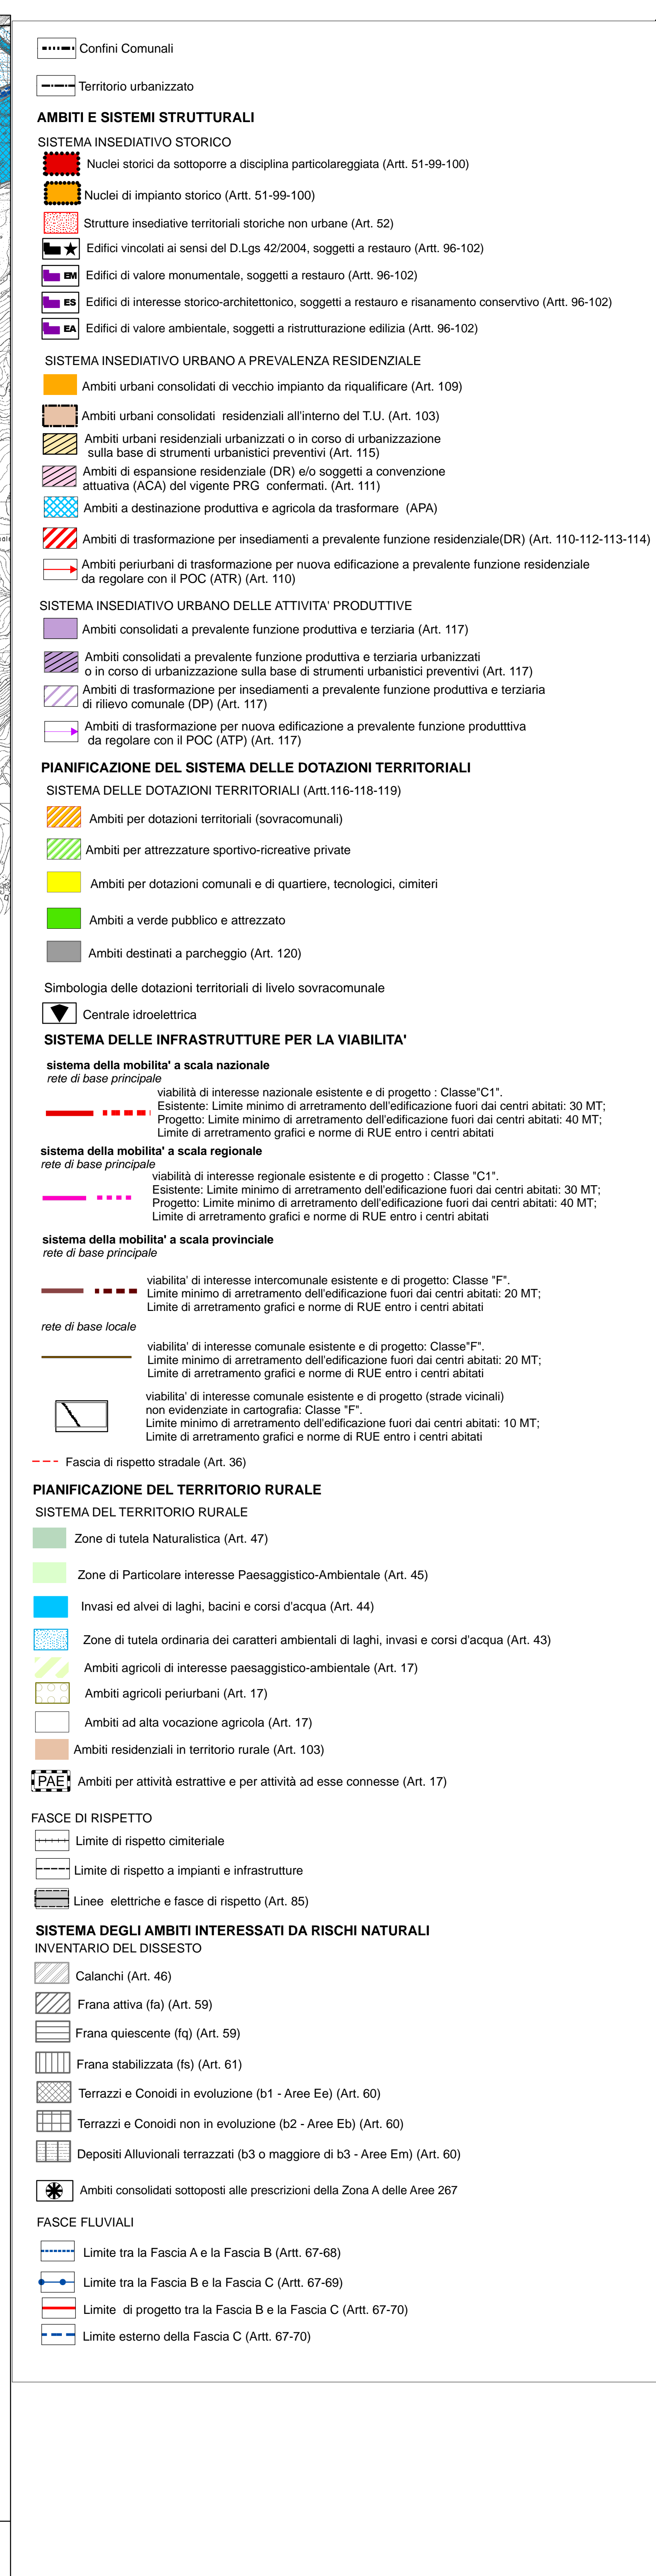 Confini Comunali
Territorio urbanizzato
AMBITI E SISTEMI STRUTTURALI
SISTEMA INSEDIATIVO STORICO
Nuclei storici da sottoporre a disciplina particolareggiata (Artt. 51-99-100)
Nuclei di impianto storico (Artt. 51-99-100)
Strutture insediative territoriali storiche non urbane (Art. 52)
Edifici vincolati ai sensi del D.Lgs 42/2004, soggetti a restauro (Artt. 96-102)
EM Edifici di valore monumentale, soggetti a restauro (Artt. 96-102)
ES Edifici di interesse storico-architettonico, soggetti a restauro e risanamento conservtivo (Artt. 96-102)
EA Edifici di valore ambientale, soggetti a ristrutturazione edilizia (Artt. 96-102)
SISTEMA INSEDIATIVO URBANO A PREVALENZA RESIDENZIALE
Ambiti urbani consolidati di vecchio impianto da riqualificare (Art. 109)
Ambiti urbani consolidati residenziali all'interno del T.U. (Art. 103)
Ambiti urbani residenziali urbanizzati o in corso di urbanizzazione
sulla base di strumenti urbanistici preventivi (Art. 115)
Ambiti di espansione residenziale (DR) e/o soggetti a convenzione
attuativa (ACA) del vigente PRG confermati. (Art. 111)
Ambiti a destinazione produttiva e agricola da trasformare (APA)
Ambiti di trasformazione per insediamenti a prevalente funzione residenziale(DR) (Art. 110-112-113-114)
Ambiti periurbani di trasformazione per nuova edificazione a prevalente funzione residenziale
da regolare con il POC (ATR) (Art. 110)
SISTEMA INSEDIATIVO URBANO DELLE ATTIVITA' PRODUTTIVE
Ambiti consolidati a prevalente funzione produttiva e terziaria (Art. 117)
Ambiti consolidati a prevalente funzione produttiva e terziaria urbanizzati
o in corso di urbanizzazione sulla base di strumenti urbanistici preventivi (Art. 117)
Ambiti di trasformazione per insediamenti a prevalente funzione produttiva e terziaria
di rilievo comunale (DP) (Art. 117)
Ambiti di trasformazione per nuova edificazione a prevalente funzione produtttiva
da regolare con il POC (ATP) (Art. 117)
PIANIFICAZIONE DEL SISTEMA DELLE DOTAZIONI TERRITORIALI
SISTEMA DELLE DOTAZIONI TERRITORIALI (Artt.116-118-119)
Ambiti per dotazioni territoriali (sovracomunali)
Ambiti per attrezzature sportivo-ricreative private
Ambiti per dotazioni comunali e di quartiere, tecnologici, cimiteri
Ambiti a verde pubblico e attrezzato
Ambiti destinati a parcheggio (Art. 120)
Simbologia delle dotazioni territoriali di livelo sovracomunale
Centrale idroelettrica
SISTEMA DELLE INFRASTRUTTURE PER LA VIABILITA'
sistema della mobilita' a scala nazionale
rete di base principale
viabilità di interesse nazionale esistente e di progetto : Classe"C1".
Esistente: Limite minimo di arretramento dell'edificazione fuori dai centri abitati: 30 MT;
Progetto: Limite minimo di arretramento dell'edificazione fuori dai centri abitati: 40 MT;
Limite di arretramento grafici e norme di RUE entro i centri abitati
sistema della mobilita' a scala regionale
rete di base principale
viabilità di interesse regionale esistente e di progetto : Classe "C1".
Esistente: Limite minimo di arretramento dell'edificazione fuori dai centri abitati: 30 MT;
Progetto: Limite minimo di arretramento dell'edificazione fuori dai centri abitati: 40 MT;
Limite di arretramento grafici e norme di RUE entro i centri abitati
sistema della mobilita' a scala provinciale
rete di base principale
viabilita' di interesse intercomunale esistente e di progetto: Classe "F".
Limite minimo di arretramento dell'edificazione fuori dai centri abitati: 20 MT;
Limite di arretramento grafici e norme di RUE entro i centri abitati
rete di base locale
viabilita' di interesse comunale esistente e di progetto: Classe"F".
Limite minimo di arretramento dell'edificazione fuori dai centri abitati: 20 MT;
Limite di arretramento grafici e norme di RUE entro i centri abitati
viabilita' di interesse comunale esistente e di progetto (strade vicinali)
non evidenziate in cartografia: Classe "F".
Limite minimo di arretramento dell'edificazione fuori dai centri abitati: 10 MT;
Limite di arretramento grafici e norme di RUE entro i centri abitati
Fascia di rispetto stradale (Art. 36)
PIANIFICAZIONE DEL TERRITORIO RURALE
SISTEMA DEL TERRITORIO RURALE
Zone di tutela Naturalistica (Art. 47)
Zone di Particolare interesse Paesaggistico-Ambientale (Art. 45)
Invasi ed alvei di laghi, bacini e corsi d'acqua (Art. 44)
Zone di tutela ordinaria dei caratteri ambientali di laghi, invasi e corsi d'acqua (Art. 43)
Ambiti agricoli di interesse paesaggistico-ambientale (Art. 17)
Ambiti agricoli periurbani (Art. 17)
Ambiti ad alta vocazione agricola (Art. 17)
Ambiti residenziali in territorio rurale (Art. 103)
PAE Ambiti per attività estrattive e per attività ad esse connesse (Art. 17)
FASCE DI RISPETTO
Limite di rispetto cimiteriale
Limite di rispetto a impianti e infrastrutture
Linee elettriche e fasce di rispetto (Art. 85)
SISTEMA DEGLI AMBITI INTERESSATI DA RISCHI NATURALI
INVENTARIO DEL DISSESTO
Calanchi (Art. 46)
Frana attiva (fa) (Art. 59)
Frana quiescente (fq) (Art. 59)
Frana stabilizzata (fs) (Art. 61)
Terrazzi e Conoidi in evoluzione (b1 - Aree Ee) (Art. 60)
Terrazzi e Conoidi non in evoluzione (b2 - Aree Eb) (Art. 60)
Depositi Alluvionali terrazzati (b3 o maggiore di b3 - Aree Em) (Art. 60)
Ambiti consolidati sottoposti alle prescrizioni della Zona A delle Aree 267
FASCE FLUVIALI
Limite tra la Fascia A e la Fascia B (Artt. 67-68)
Limite tra la Fascia B e la Fascia C (Artt. 67-69)
Limite di progetto tra la Fascia B e la Fascia C (Artt. 67-70)
Limite esterno della Fascia C (Artt. 67-70)